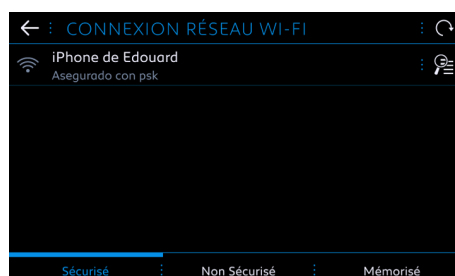 CONNEXION RÉSEAU WI-FI
iPhone de Edouard
Asegurado con psk
Sécurisé Non Sécurisé Mémorisé